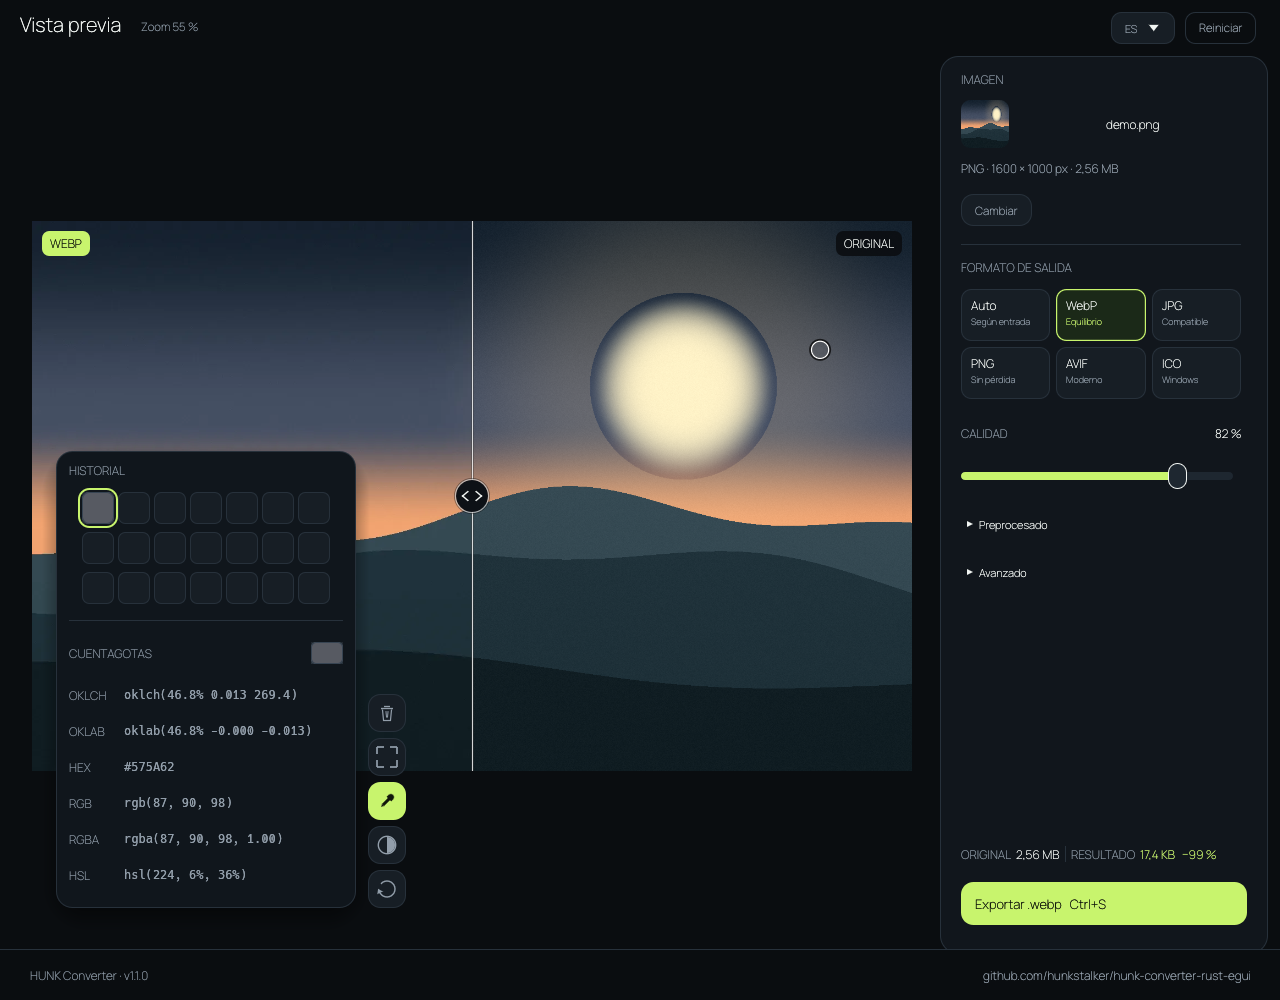 Vista previa
Zoom 55 %
ES
Reiniciar
IMAGEN
demo.png
PNG · 1600 × 1000 px · 2,56 MB
Cambiar
FORMATO DE SALIDA
Auto
Según entrada
WebP
Equilibrio
JPG
Compatible
PNG
Sin pérdida
AVIF
Moderno
ICO
Windows
CALIDAD
82 %
Preprocesado
Avanzado
ORIGINAL 2,56 MB RESULTADO 17,4 KB −99 %
Exportar .webp Ctrl+S
WEBP
ORIGINAL
HISTORIAL
CUENTAGOTAS
OKLCH oklch(46.8% 0.013 269.4)
OKLAB oklab(46.8% -0.000 -0.013)
HEX #575A62
RGB rgb(87, 90, 98)
RGBA rgba(87, 90, 98, 1.00)
HSL hsl(224, 6%, 36%)
HUNK Converter · v1.1.0
github.com/hunkstalker/hunk-converter-rust-egui